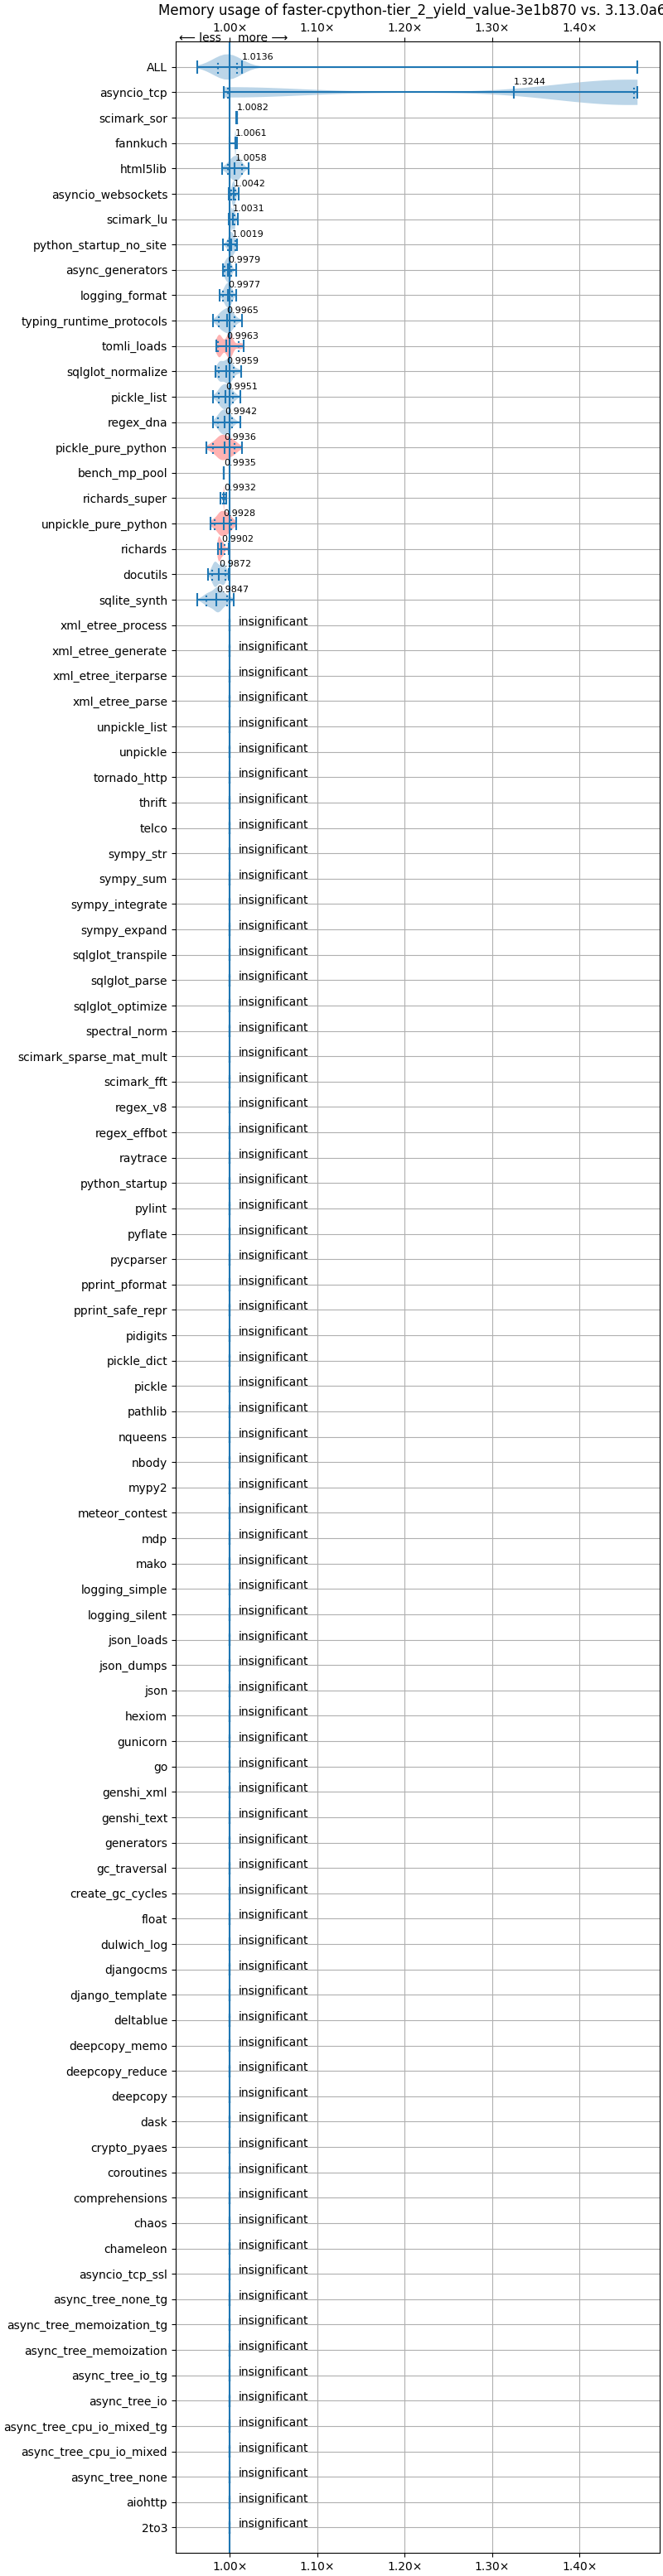 Memory usage of faster-cpython-tier_2_yield_value-3e1b870 vs. 3.13.0a6
1.00× 1.10× 1.20× 1.30× 1.40×
⟵ less more ⟶
ALL 1.0136
asyncio_tcp 1.3244
scimark_sor 1.0082
fannkuch 1.0061
html5lib 1.0058
asyncio_websockets 1.0042
scimark_lu 1.0031
python_startup_no_site 1.0019
async_generators 0.9979
logging_format 0.9977
typing_runtime_protocols 0.9965
tomli_loads 0.9963
sqlglot_normalize 0.9959
pickle_list 0.9951
regex_dna 0.9942
pickle_pure_python 0.9936
bench_mp_pool 0.9935
richards_super 0.9932
unpickle_pure_python 0.9928
richards 0.9902
docutils 0.9872
sqlite_synth 0.9847
xml_etree_process insignificant
xml_etree_generate insignificant
xml_etree_iterparse insignificant
xml_etree_parse insignificant
unpickle_list insignificant
unpickle insignificant
tornado_http insignificant
thrift insignificant
telco insignificant
sympy_str insignificant
sympy_sum insignificant
sympy_integrate insignificant
sympy_expand insignificant
sqlglot_transpile insignificant
sqlglot_parse insignificant
sqlglot_optimize insignificant
spectral_norm insignificant
scimark_sparse_mat_mult insignificant
scimark_fft insignificant
regex_v8 insignificant
regex_effbot insignificant
raytrace insignificant
python_startup insignificant
pylint insignificant
pyflate insignificant
pycparser insignificant
pprint_pformat insignificant
pprint_safe_repr insignificant
pidigits insignificant
pickle_dict insignificant
pickle insignificant
pathlib insignificant
nqueens insignificant
nbody insignificant
mypy2 insignificant
meteor_contest insignificant
mdp insignificant
mako insignificant
logging_simple insignificant
logging_silent insignificant
json_loads insignificant
json_dumps insignificant
json insignificant
hexiom insignificant
gunicorn insignificant
go insignificant
genshi_xml insignificant
genshi_text insignificant
generators insignificant
gc_traversal insignificant
create_gc_cycles insignificant
float insignificant
dulwich_log insignificant
djangocms insignificant
django_template insignificant
deltablue insignificant
deepcopy_memo insignificant
deepcopy_reduce insignificant
deepcopy insignificant
dask insignificant
crypto_pyaes insignificant
coroutines insignificant
comprehensions insignificant
chaos insignificant
chameleon insignificant
asyncio_tcp_ssl insignificant
async_tree_none_tg insignificant
async_tree_memoization_tg insignificant
async_tree_memoization insignificant
async_tree_io_tg insignificant
async_tree_io insignificant
async_tree_cpu_io_mixed_tg insignificant
async_tree_cpu_io_mixed insignificant
async_tree_none insignificant
aiohttp insignificant
2to3 insignificant
1.00× 1.10× 1.20× 1.30× 1.40×